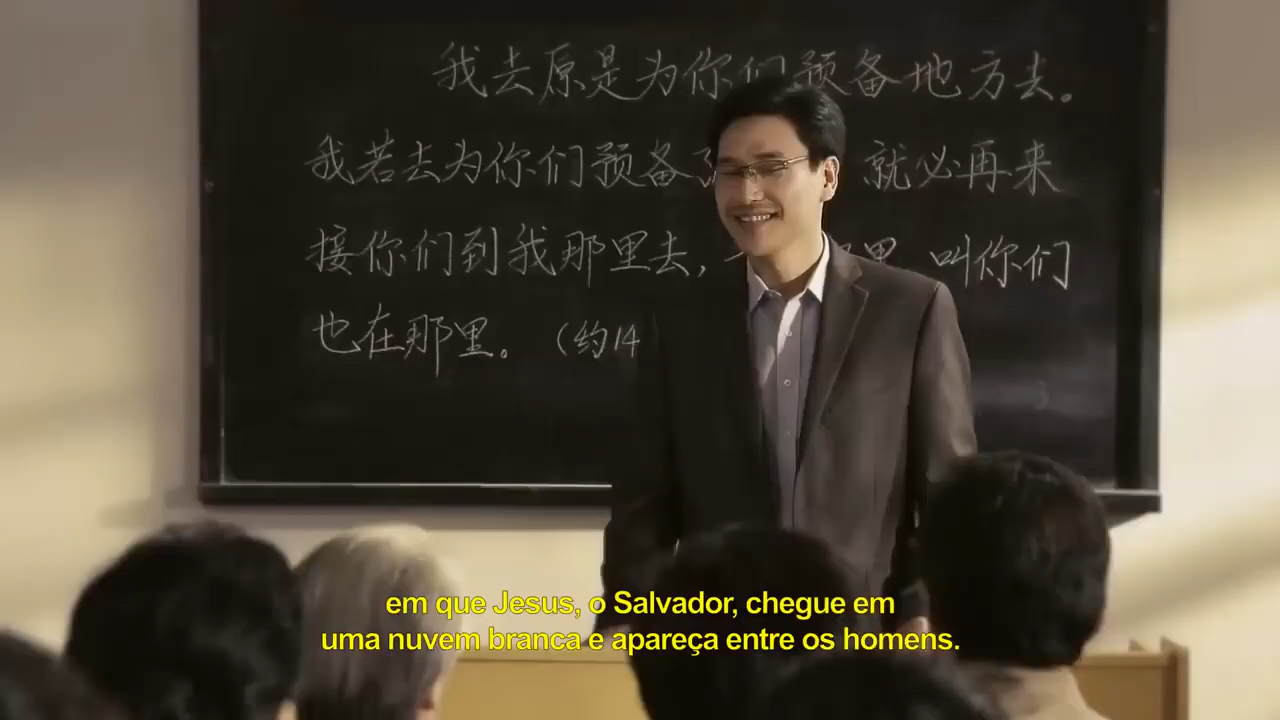 我去原是为你们预备地方去。
我若去为你们预备 就必再来
接你们到我那里去, 叫你们
也在那里。 (约14
em que Jesus, o Salvador, chegue em
uma nuvem branca e apareça entre os homens.